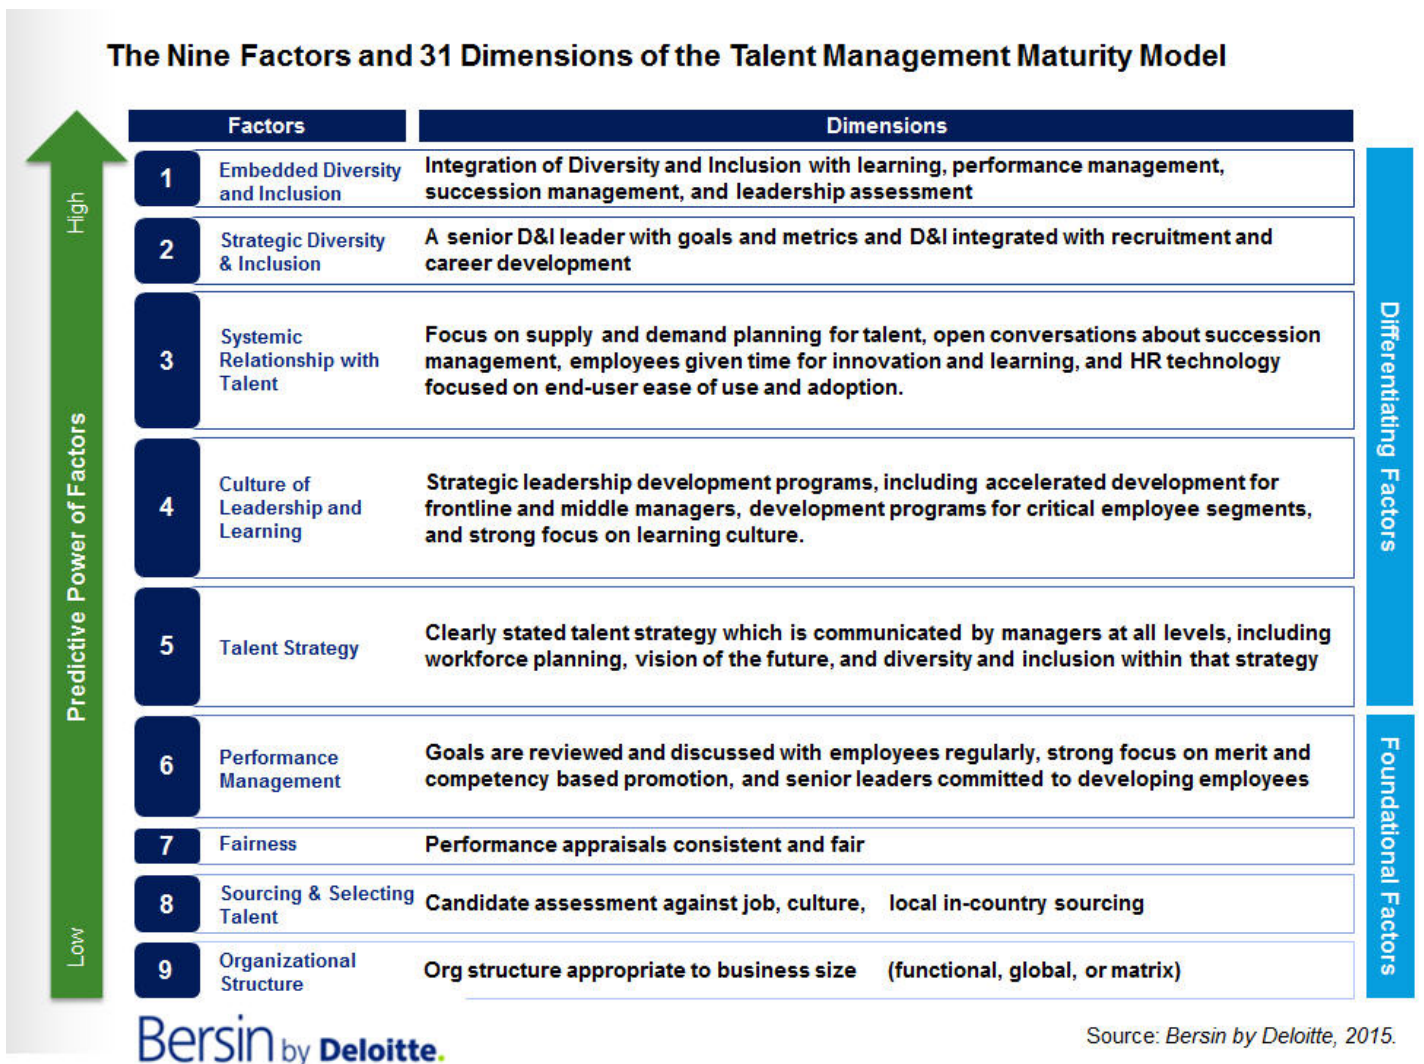 The Nine Factors and 31 Dimensions of the Talent Management Maturity Model
Factors
Dimensions
1
Embedded Diversity
and Inclusion
Integration of Diversity and Inclusion with learning, performance management,
succession management, and leadership assessment
2
Strategic Diversity
& Inclusion
A senior D&I leader with goals and metrics and D&I integrated with recruitment and
career development
3
Systemic
Relationship with
Talent
Focus on supply and demand planning for talent, open conversations about succession
management, employees given time for innovation and learning, and HR technology
focused on end-user ease of use and adoption.
4
Culture of
Leadership and
Learning
Strategic leadership development programs, including accelerated development for
frontline and middle managers, development programs for critical employee segments,
and strong focus on learning culture.
5
Talent Strategy
Clearly stated talent strategy which is communicated by managers at all levels, including
workforce planning, vision of the future, and diversity and inclusion within that strategy
6
Performance
Management
Goals are reviewed and discussed with employees regularly, strong focus on merit and
competency based promotion, and senior leaders committed to developing employees
7
Fairness
Performance appraisals consistent and fair
8
Sourcing & Selecting
Talent
Candidate assessment against job, culture, local in-country sourcing
9
Organizational
Structure
Org structure appropriate to business size (functional, global, or matrix)
High
Predictive Power of Factors
Low
Differentiating Factors
Foundational Factors
Bersin by Deloitte.
Source: Bersin by Deloitte, 2015.